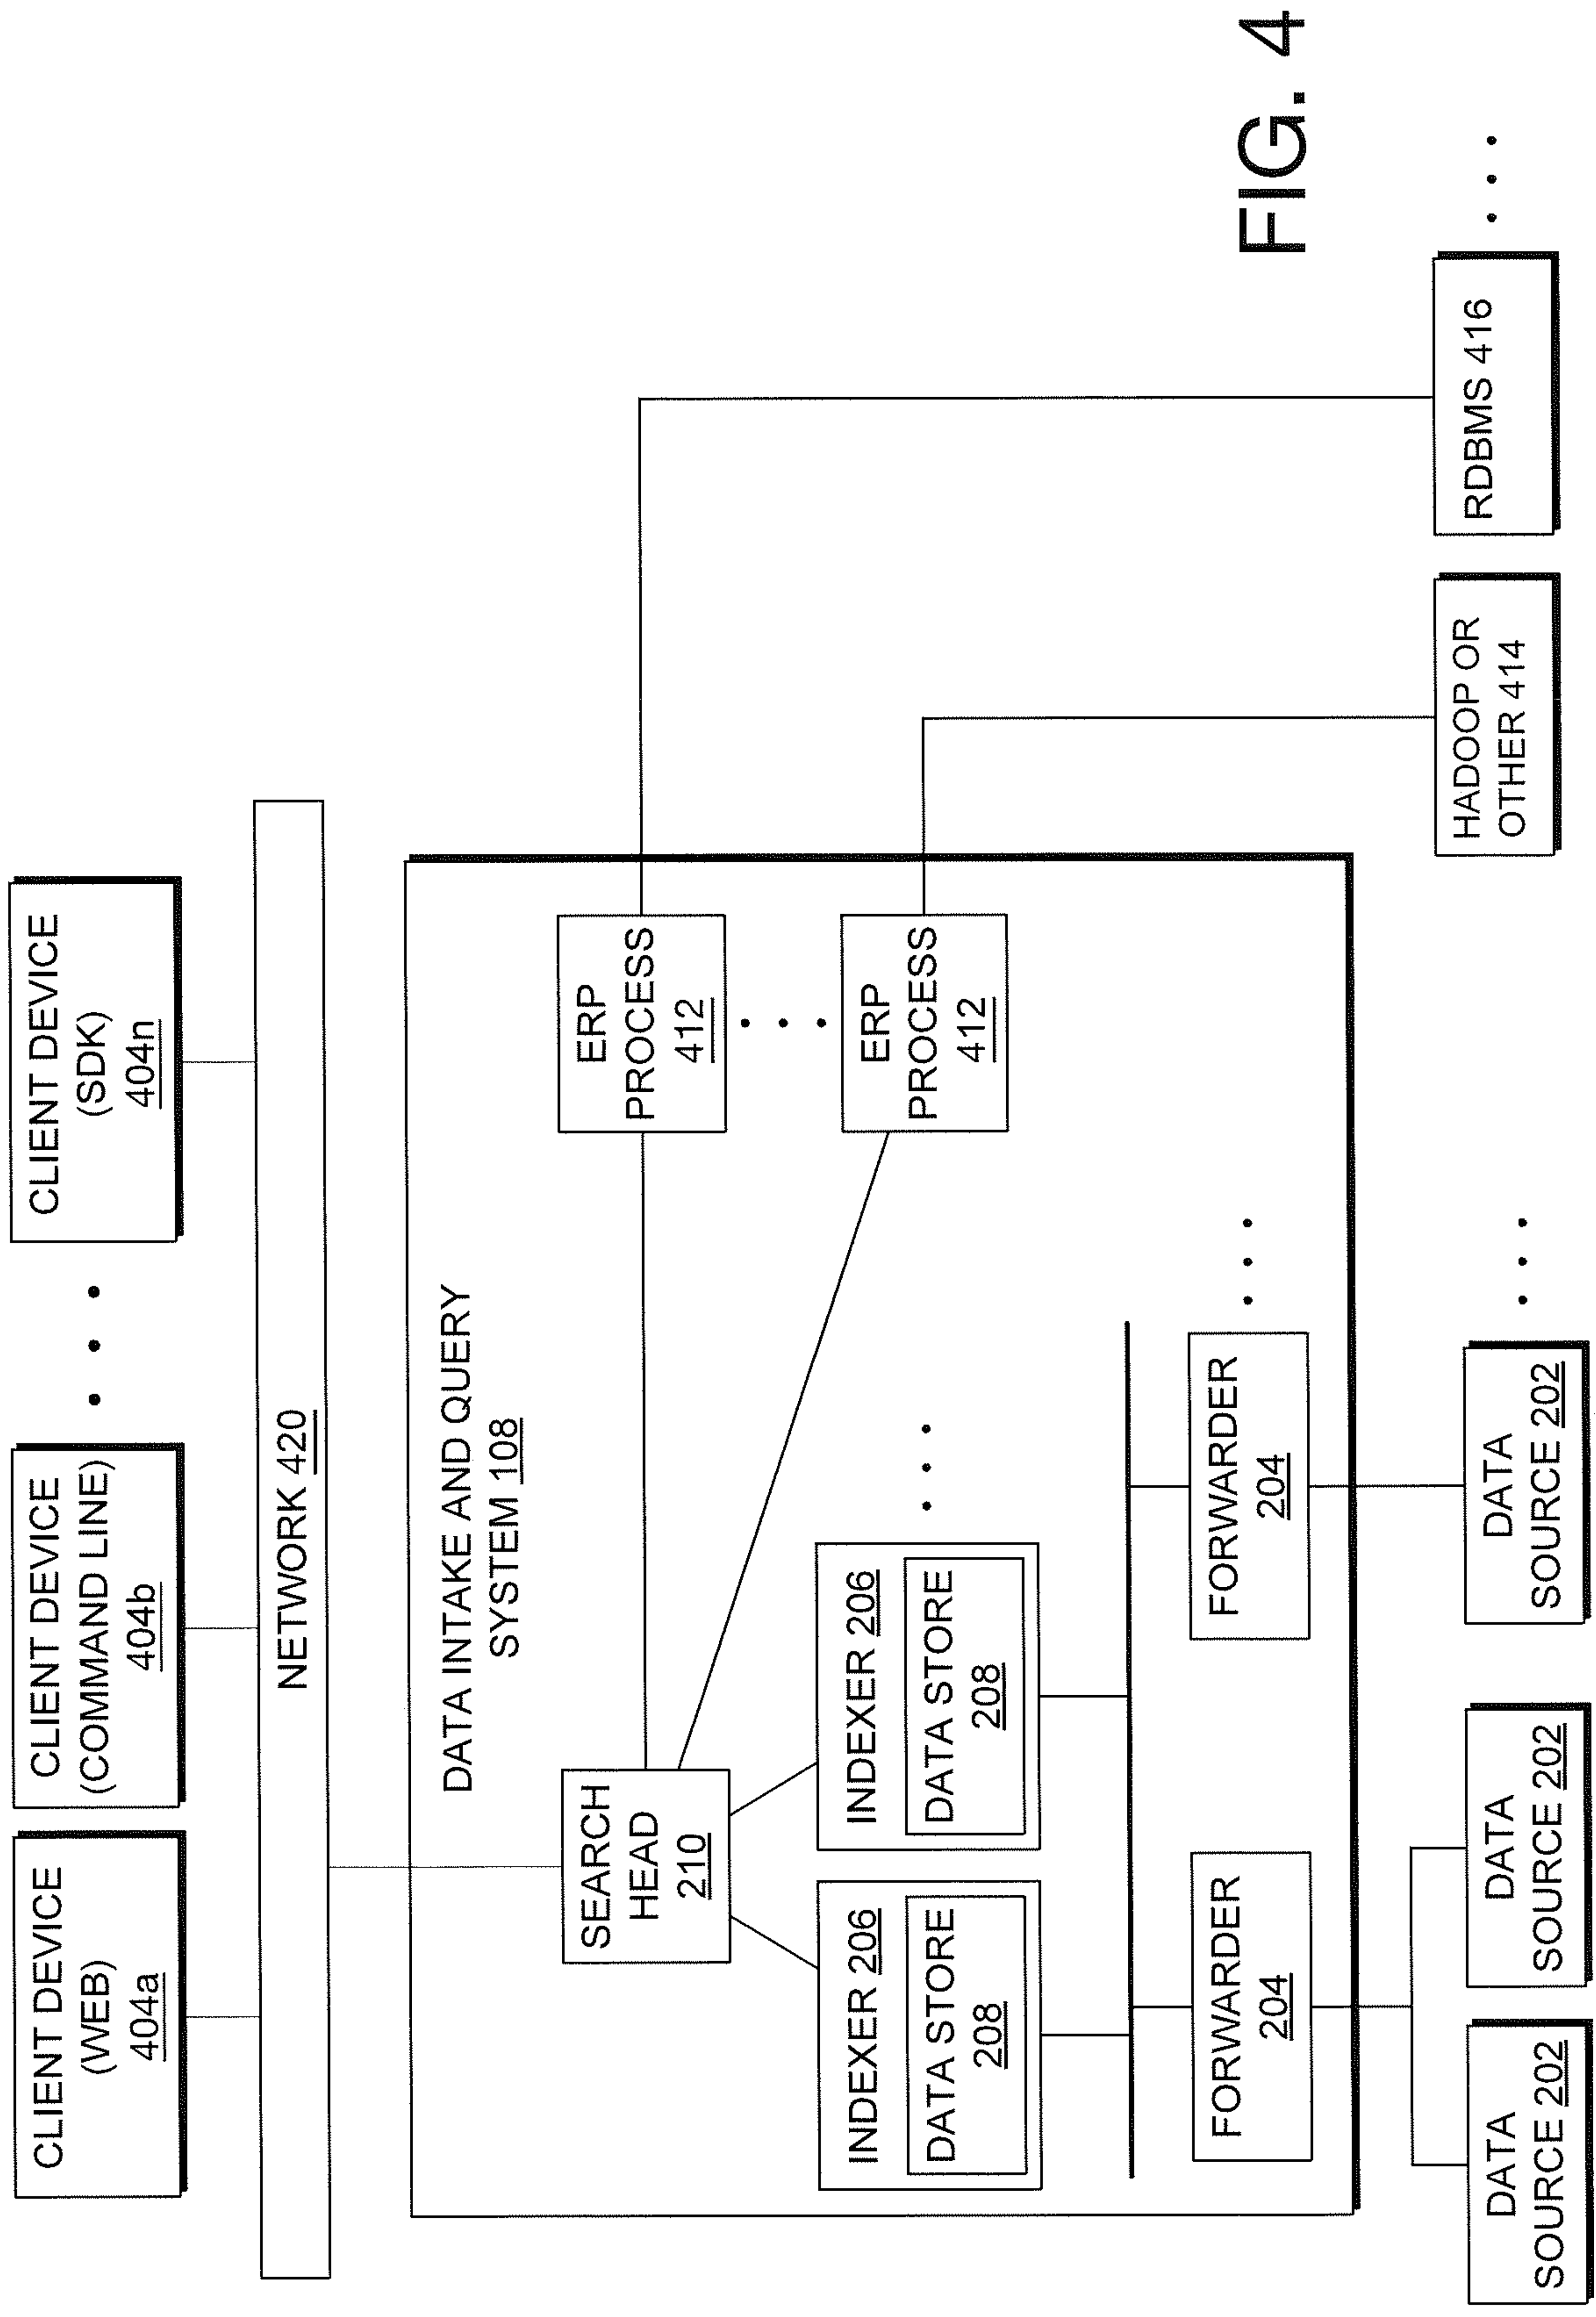 CLIENT DEVICE
(WEB)
404a
CLIENT DEVICE
(COMMAND LINE)
404b
CLIENT DEVICE
(SDK)
404n
NETWORK 420
DATA INTAKE AND QUERY
SYSTEM 108
SEARCH
HEAD
210
ERP
PROCESS
412
ERP
PROCESS
412
INDEXER 206
DATA STORE
208
INDEXER 206
DATA STORE
208
FORWARDER
204
FORWARDER
204
DATA
SOURCE 202
DATA
SOURCE 202
DATA
SOURCE 202
HADOOP OR
OTHER 414
RDBMS 416
FIG. 4